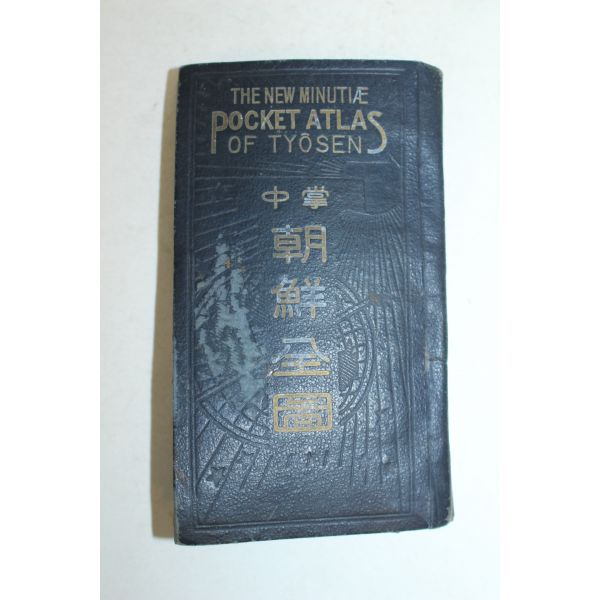 THE NEW MINUTIÆ
POCKET ATLAS
OF TYŌSEN
中掌
朝鮮全圖